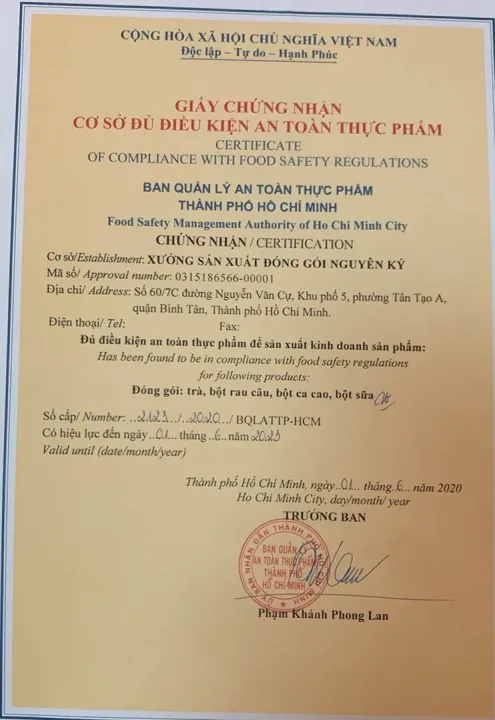 CỘNG HÒA XÃ HỘI CHỦ NGHĨA VIỆT NAM
Độc lập – Tự do – Hạnh Phúc
GIẤY CHỨNG NHẬN
CƠ SỞ ĐỦ ĐIỀU KIỆN AN TOÀN THỰC PHẨM
CERTIFICATE
OF COMPLIANCE WITH FOOD SAFETY REGULATIONS
BAN QUẢN LÝ AN TOÀN THỰC PHẨM
THÀNH PHỐ HỒ CHÍ MINH
Food Safety Management Authority of Ho Chi Minh City
CHỨNG NHẬN / CERTIFICATION
Cơ sở/Establishment: XƯỞNG SẢN XUẤT ĐÓNG GÓI NGUYÊN KÝ
Mã số/ Approval number: 0315186566-00001
Địa chỉ/ Address: Số 60/7C đường Nguyễn Văn Cự, Khu phố 5, phường Tân Tạo A,
quận Bình Tân, Thành phố Hồ Chí Minh.
Điện thoại/ Tel: Fax:
Đủ điều kiện an toàn thực phẩm để sản xuất kinh doanh sản phẩm:
Has been found to be in compliance with food safety regulations
for following products:
Đóng gói: trà, bột rau câu, bột ca cao, bột sữa
Số cấp/ Number: ..2123../..2020../ BQLATTP-HCM
Có hiệu lực đến ngày ..01... tháng ..6..năm 2023
Valid until (date/month/year)
Thành phố Hồ Chí Minh, ngày..01... tháng.6... năm 2020
Ho Chi Minh City, day/month/ year
TRƯỞNG BAN
ỦY BAN NHÂN DÂN THÀNH PHỐ HỒ CHÍ MINH
BAN QUẢN LÝ
AN TOÀN THỰC PHẨM
THÀNH PHỐ
HỒ CHÍ MINH
Phạm Khánh Phong Lan